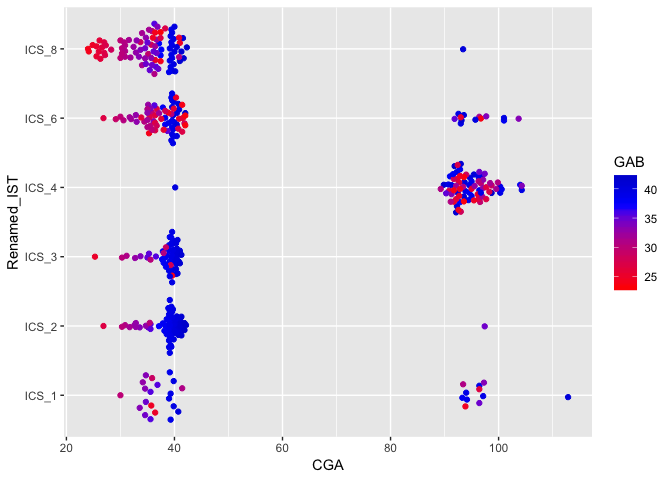 ICS_8
ICS_6
ICS_4
ICS_3
ICS_2
ICS_1
Renamed_IST
20 40 60 80 100
CGA
GAB
40
35
30
25